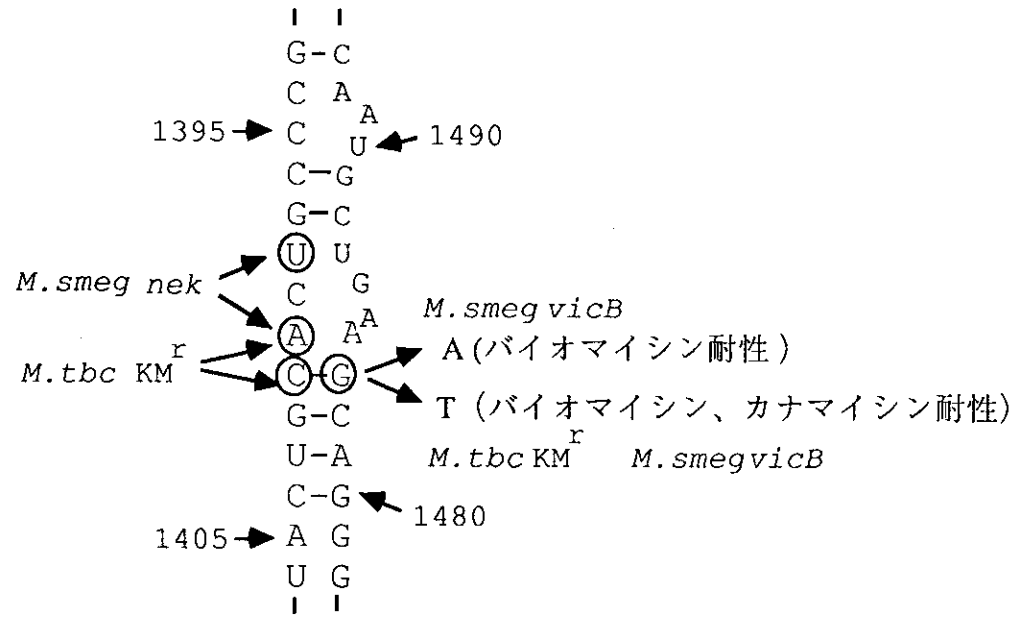 G-C
C A
A
1395 C U 1490
C-G
G-C
U U
M.smeg nek C G M.smeg vicB
A A A
A(バイオマイシン耐性)
M.tbc KM^r C-G
T (バイオマイシン、カナマイシン耐性)
G-C
U-A M.tbc KM^r M.smeg vicB
C-G 1480
1405 A G
U G